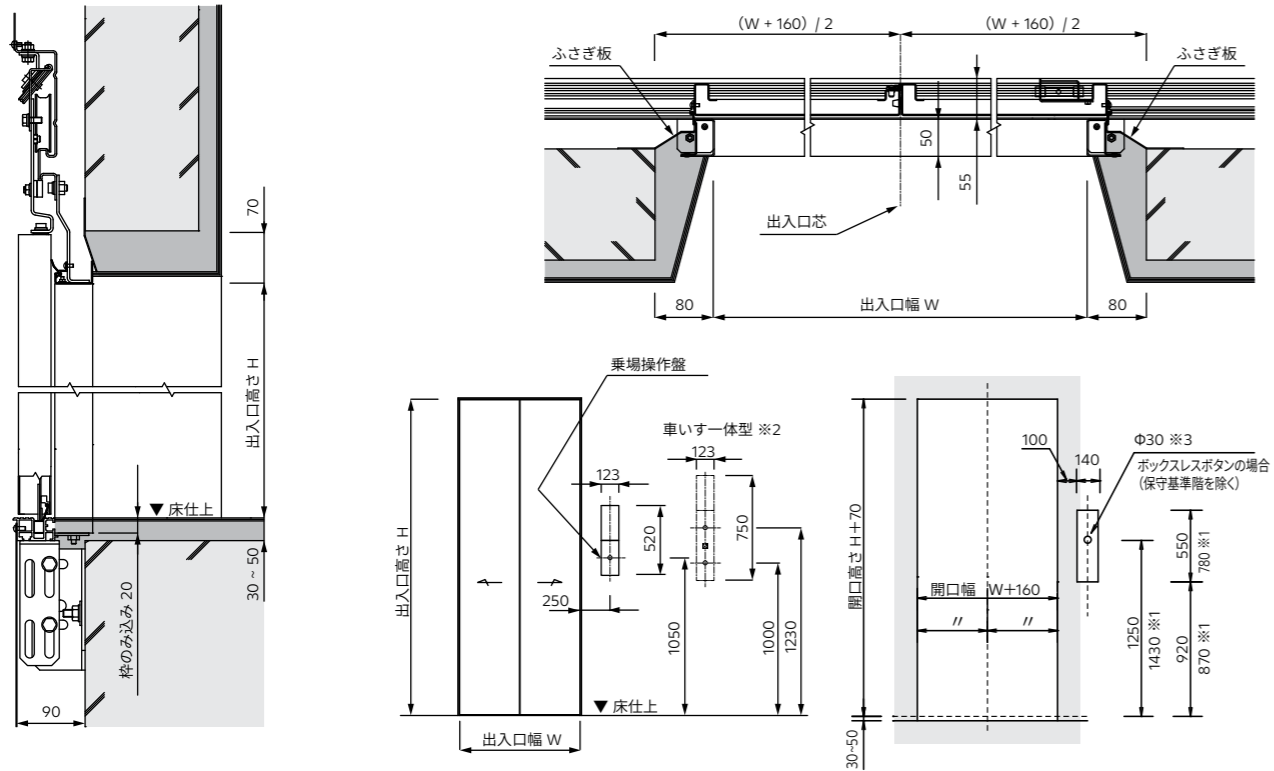 70
出入口高さ H
▼ 床仕上
30~50
枠のみ込み 20
90
(W + 160) / 2
(W + 160) / 2
ふさぎ板
ふさぎ板
50
55
出入口芯
80
出入口幅 W
80
乗場操作盤
車いす一体型 ※2
123
123
520
750
250
1050
1000
1230
出入口高さ H
▼ 床仕上
出入口幅 W
100
140
Φ30 ※3
ボックスレスボタンの場合
(保守基準階を除く)
開口高さ H+70
開口幅 W+160
〃
〃
550
780 ※1
1250
1430 ※1
920
870 ※1
30~50